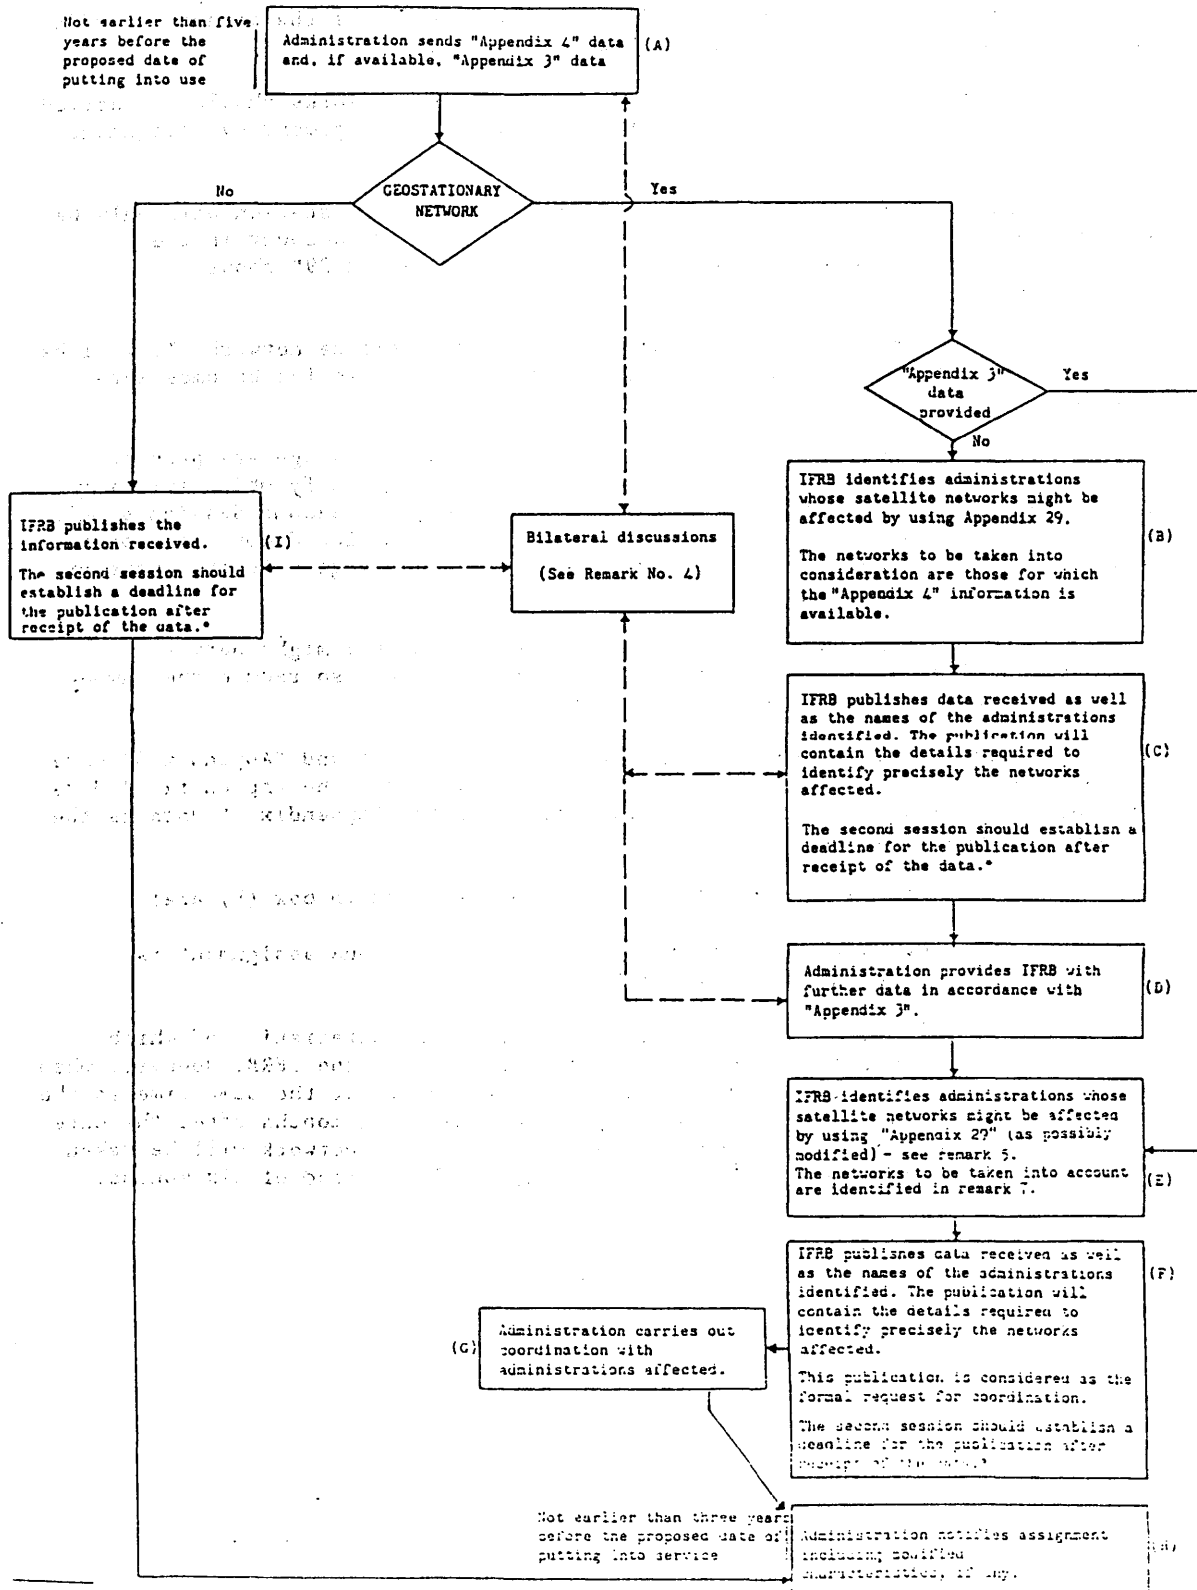 Not earlier than five
years before the
proposed date of
putting into use
Administration sends "Appendix 4" data
and, if available, "Appendix 3" data
(A)
GEOSTATIONARY
NETWORK
No
Yes
"Appendix 3"
data
provided
Yes
No
IFRB publishes the
information received.
The second session should
establish a deadline for
the publication after
receipt of the data.*
(I)
Bilateral discussions
(See Remark No. 4)
IFRB identifies administrations
whose satellite networks might be
affected by using Appendix 29.
The networks to be taken into
consideration are those for which
the "Appendix 4" information is
available.
(B)
IFRB publishes data received as well
as the names of the administrations
identified. The publication will
contain the details required to
identify precisely the networks
affected.
The second session should establish a
deadline for the publication after
receipt of the data.*
(C)
Administration provides IFRB with
further data in accordance with
"Appendix 3".
(D)
IFRB identifies administrations whose
satellite networks might be affected
by using "Appendix 29" (as possibly
modified) - see remark 5.
The networks to be taken into account
are identified in remark 7.
(E)
IFRB publishes data received as well
as the names of the administrations
identified. The publication will
contain the details required to
identify precisely the networks
affected.
This publication is considered as the
formal request for coordination.
The second session should establish a
deadline for the publication after
receipt of the data.*
(F)
(G)
Administration carries out
coordination with
administrations affected.
Not earlier than three years
before the proposed date of
putting into service
Administration notifies assignment
including modified
characteristics, if any.
(H)